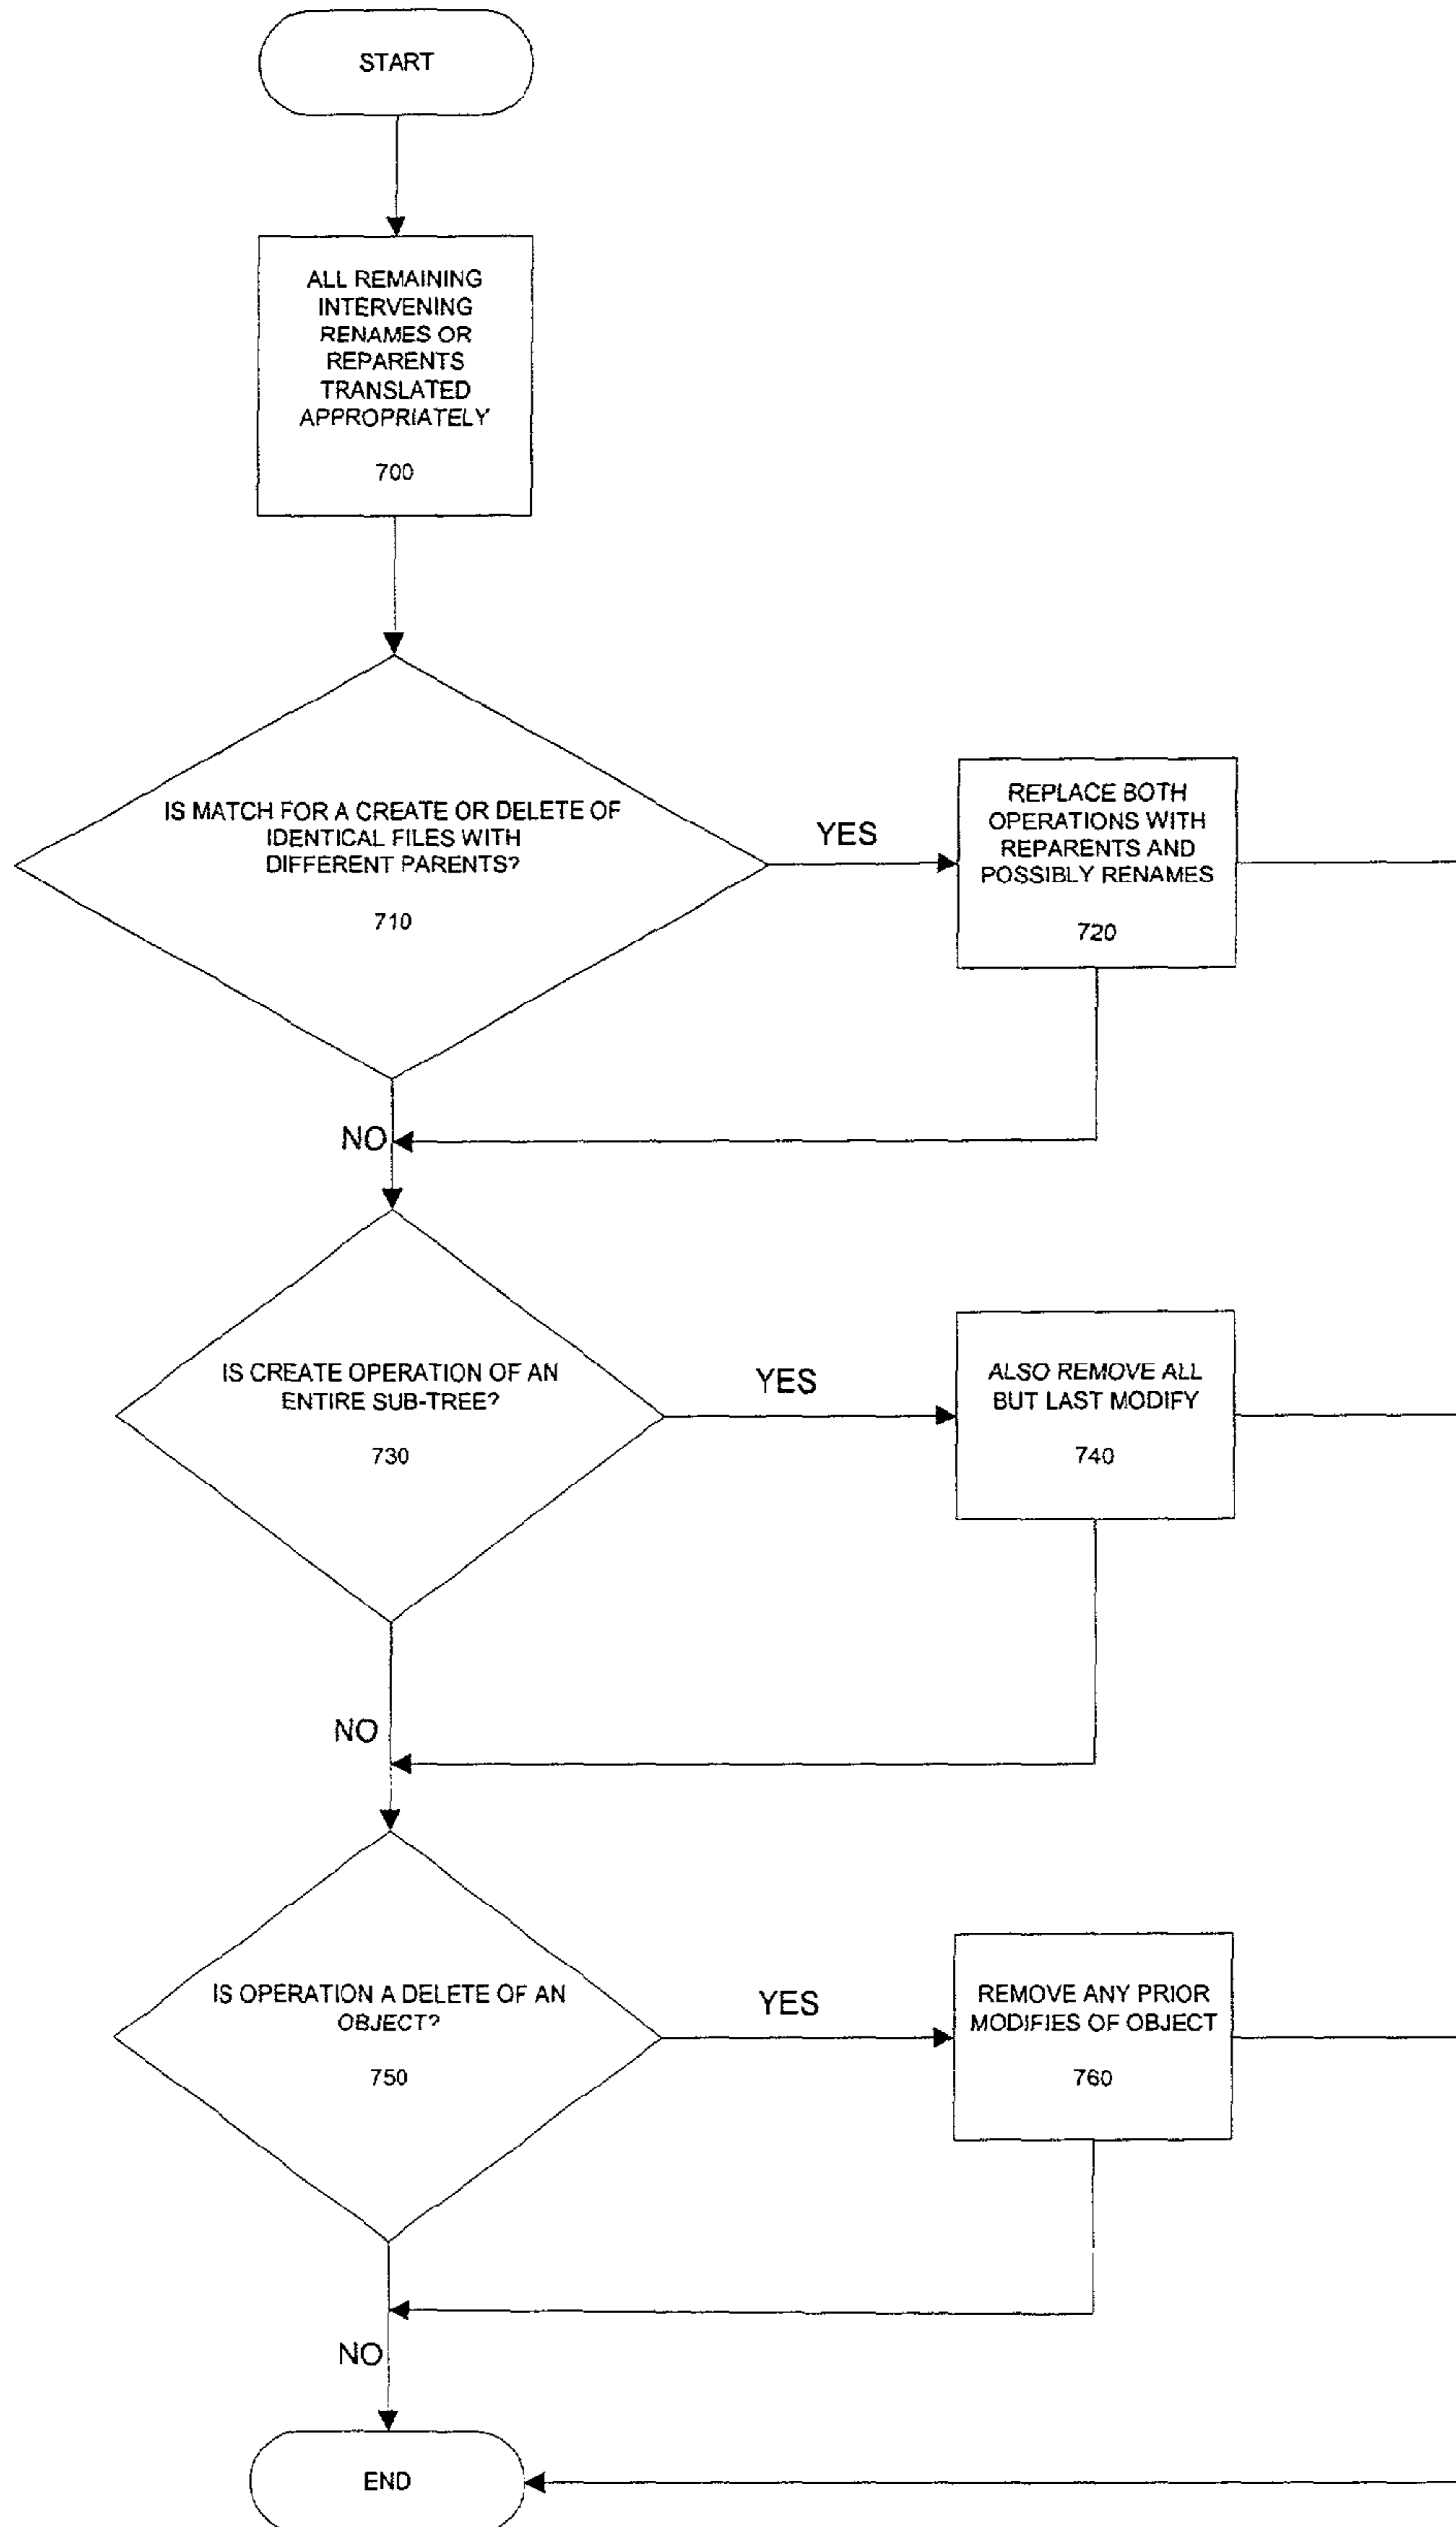 START
ALL REMAINING
INTERVENING
RENAMES OR
REPARENTS
TRANSLATED
APPROPRIATELY
700
IS MATCH FOR A CREATE OR DELETE OF
IDENTICAL FILES WITH
DIFFERENT PARENTS?
710
YES
REPLACE BOTH
OPERATIONS WITH
REPARENTS AND
POSSIBLY RENAMES
720
NO
IS CREATE OPERATION OF AN
ENTIRE SUB-TREE?
730
YES
ALSO REMOVE ALL
BUT LAST MODIFY
740
NO
IS OPERATION A DELETE OF AN
OBJECT?
750
YES
REMOVE ANY PRIOR
MODIFIES OF OBJECT
760
NO
END